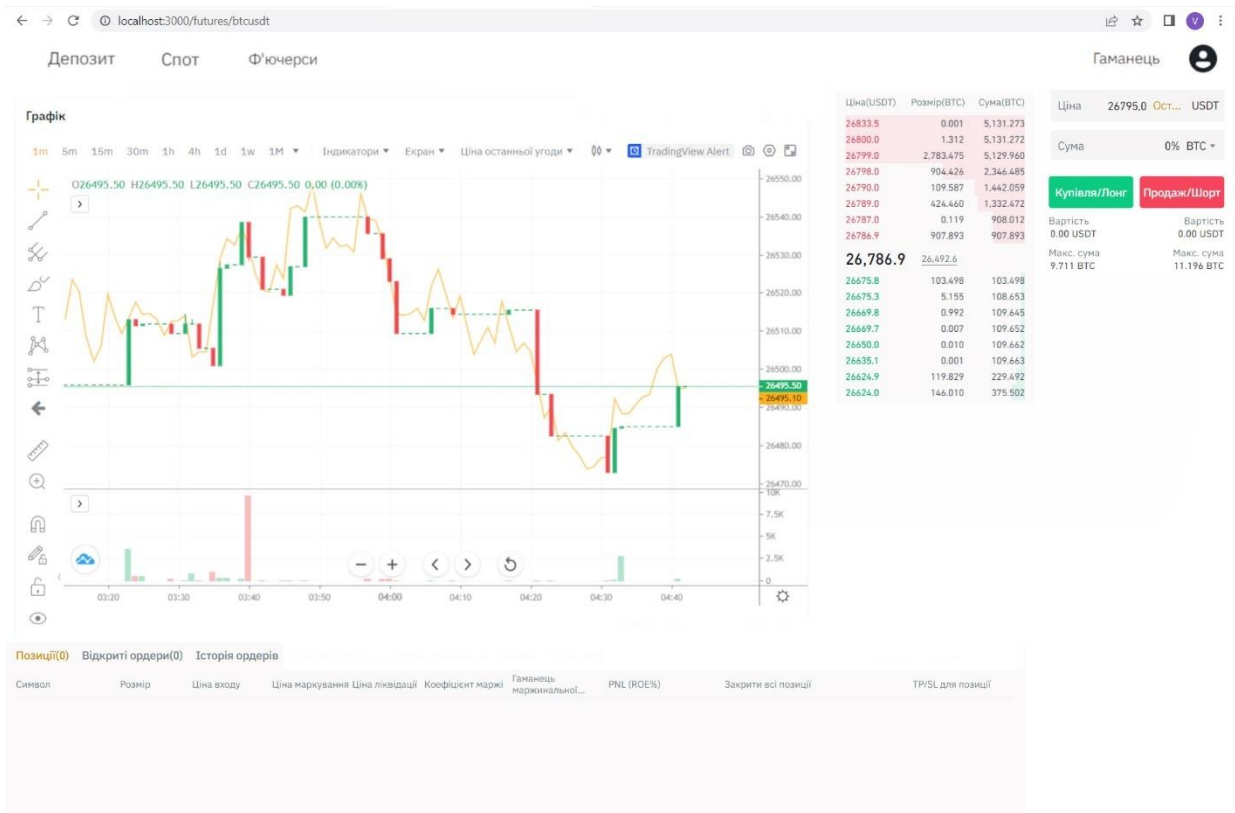 localhost:3000/futures/btcusdt
V
Депозит Спот Ф'ючерси Гаманець
Графік
1m 5m 15m 30m 1h 4h 1d 1w 1M Індикатори Екран Ціна останньої угоди TradingView Alert
O26495.50 H26495.50 L26495.50 C26495.50 0.00 (0.00%)
26550.00
26540.00
26530.00
26520.00
26510.00
26500.00
26495.50
26495.10
26490.00
26480.00
26470.00
10K
7.5K
5K
2.5K
0
03:20 03:30 03:40 03:50 04:00 04:10 04:20 04:30 04:40
Ціна(USDT) Розмір(BTC) Сума(BTC)
26833.5 0.001 5,131.273
26800.0 1.312 5,131.272
26799.0 2,783.475 5,129.960
26798.0 904.426 2,346.485
26790.0 109.587 1,442.059
26789.0 424.460 1,332.472
26787.0 0.119 908.012
26786.9 907.893 907.893
26,786.9 26,492.6
26675.8 103.498 103.498
26675.3 5.155 108.653
26669.8 0.992 109.645
26669.7 0.007 109.652
26650.0 0.010 109.662
26635.1 0.001 109.663
26624.9 119.829 229.492
26624.0 146.010 375.502
Ціна 26795.0 Ост... USDT
Сума 0% BTC
Купівля/Лонг Продаж/Шорт
Вартість Вартість
0.00 USDT 0.00 USDT
Макс. сума Макс. сума
9.711 BTC 11.196 BTC
Позиції(0) Відкриті ордери(0) Історія ордерів
Символ Розмір Ціна входу Ціна маркування Ціна ліквідації Коефіцієнт маржі Гаманець маржинальної... PNL (ROE%) Закрити всі позиції TP/SL для позиції